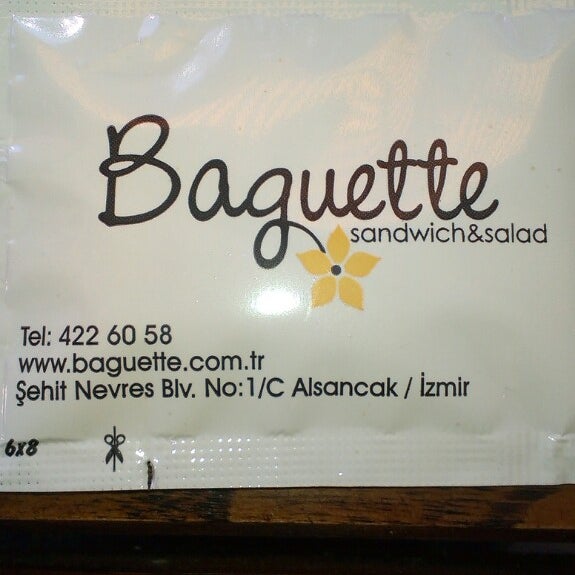 Baguette
sandwich&salad
Tel: 422 60 58
www.baguette.com.tr
Şehit Nevres Blv. No:1/C Alsancak / İzmir
6x8